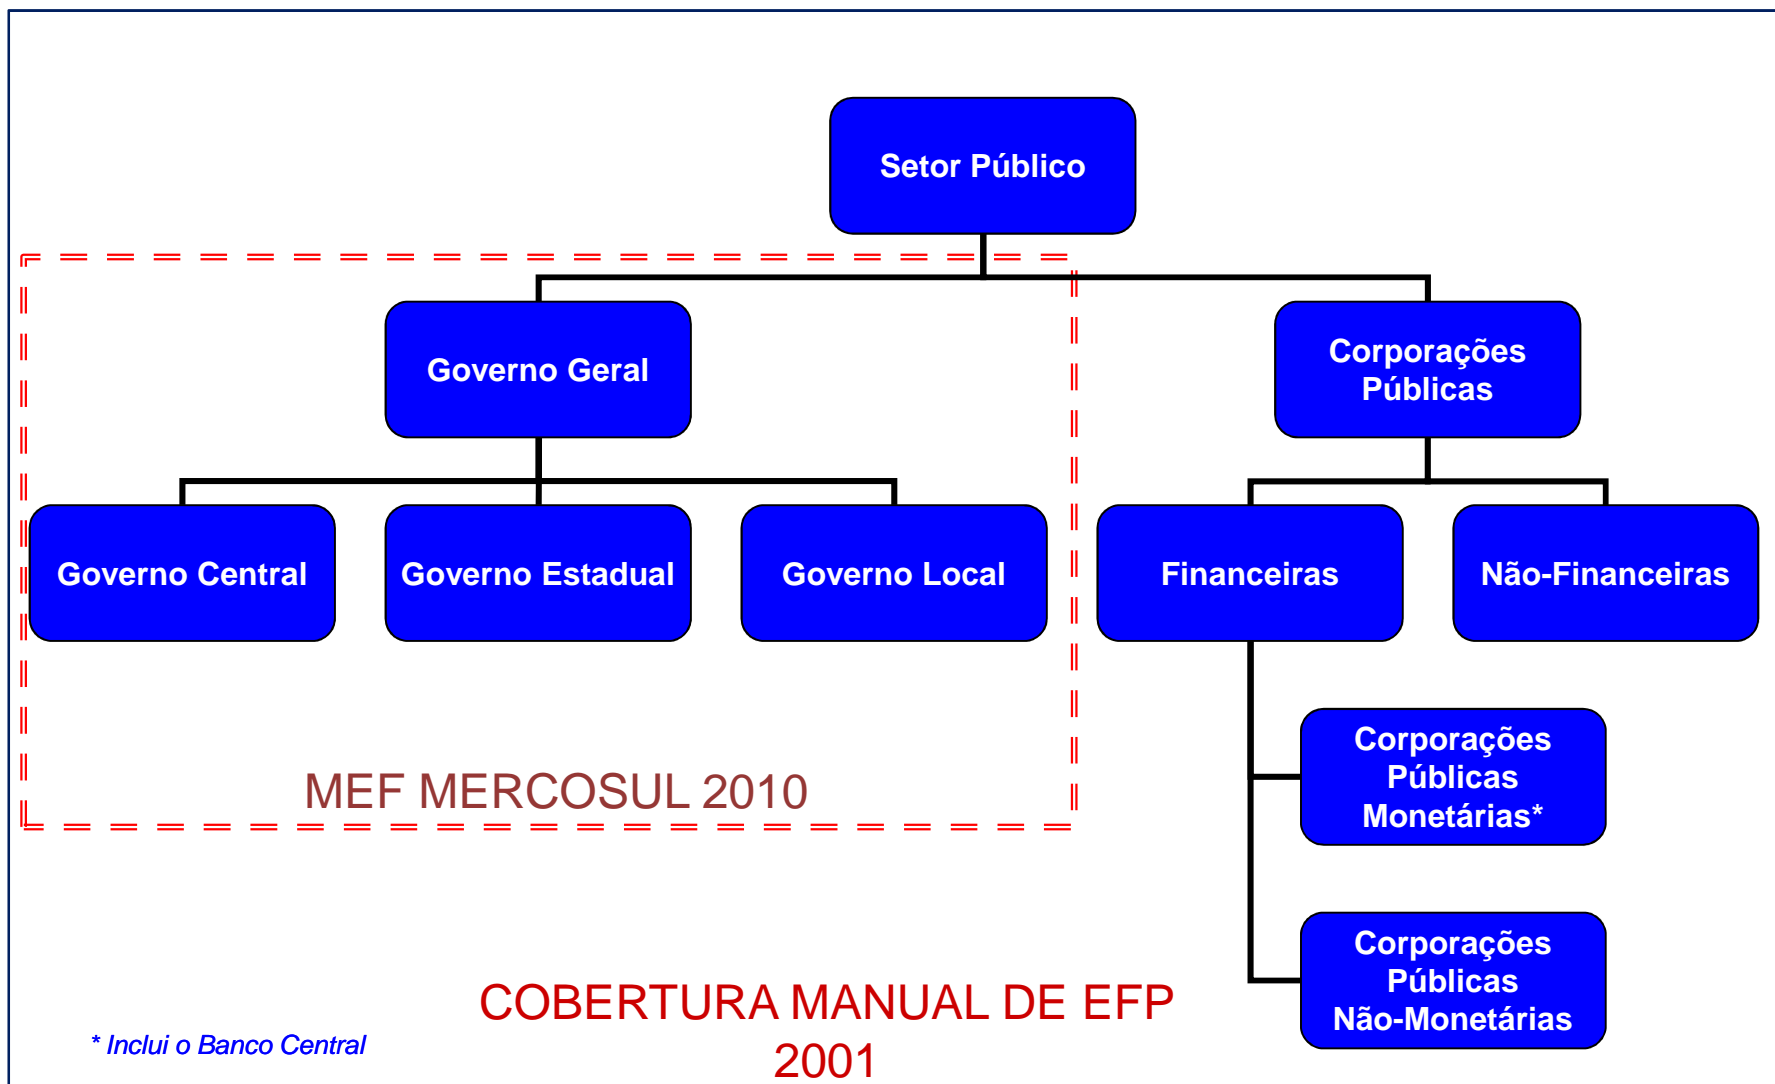 Setor Público
Governo Geral
Corporações
Públicas
Governo Central
Governo Estadual
Governo Local
Financeiras
Não-Financeiras
Corporações
Públicas
Monetárias*
MEF MERCOSUL 2010
Corporações
Públicas
Não-Monetárias
COBERTURA MANUAL DE EFP
2001
* Inclui o Banco Central